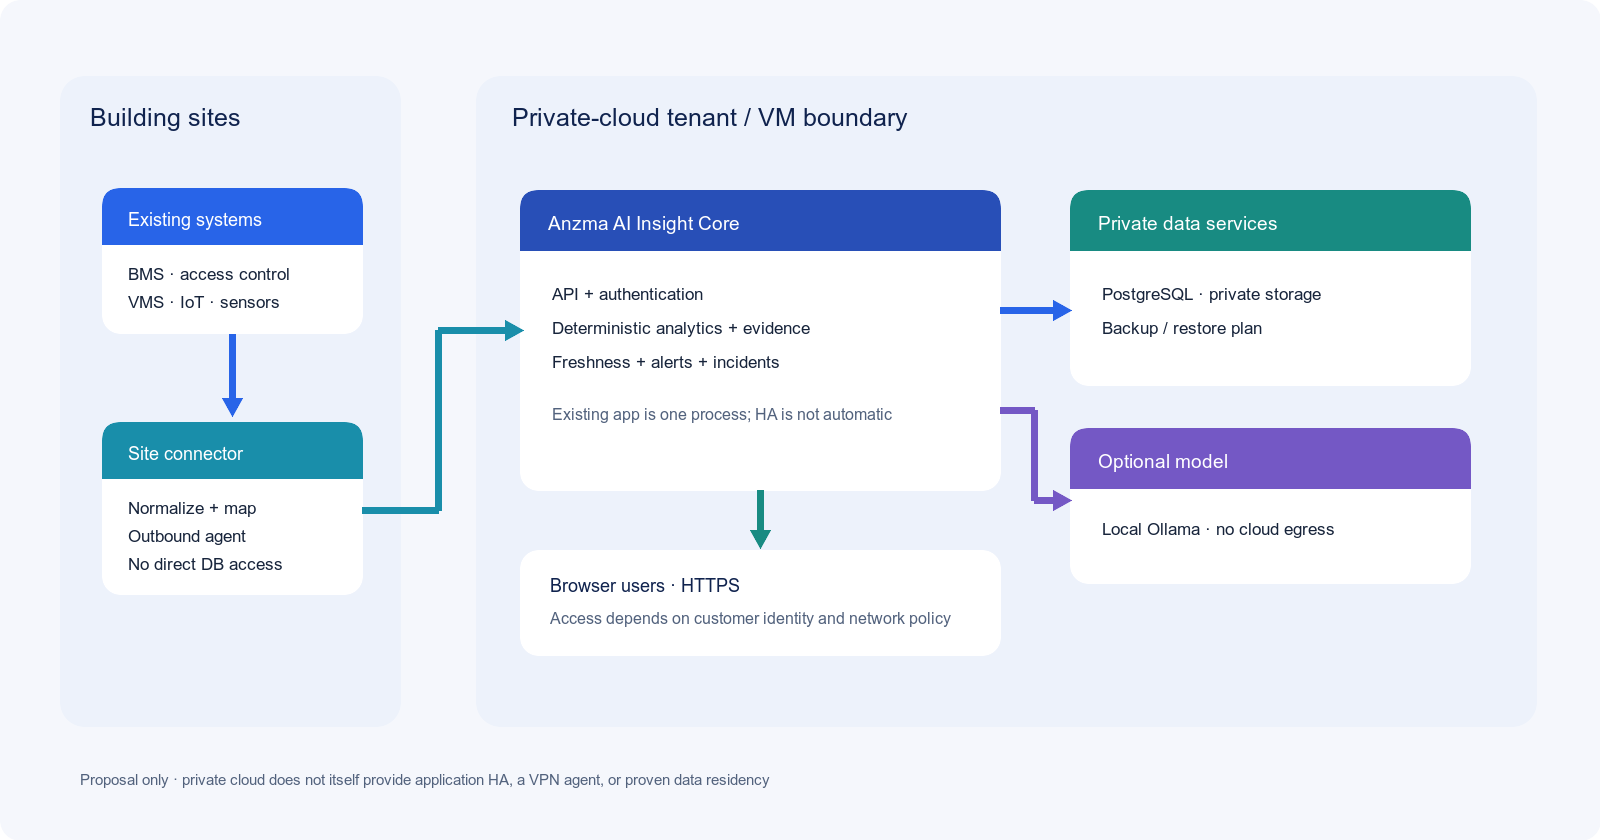 Building sites
Existing systems
BMS · access control
VMS · IoT · sensors
Site connector
Normalize + map
Outbound agent
No direct DB access
Private-cloud tenant / VM boundary
Anzma AI Insight Core
API + authentication
Deterministic analytics + evidence
Freshness + alerts + incidents
Existing app is one process; HA is not automatic
Browser users · HTTPS
Access depends on customer identity and network policy
Private data services
PostgreSQL · private storage
Backup / restore plan
Optional model
Local Ollama · no cloud egress
Proposal only · private cloud does not itself provide application HA, a VPN agent, or proven data residency